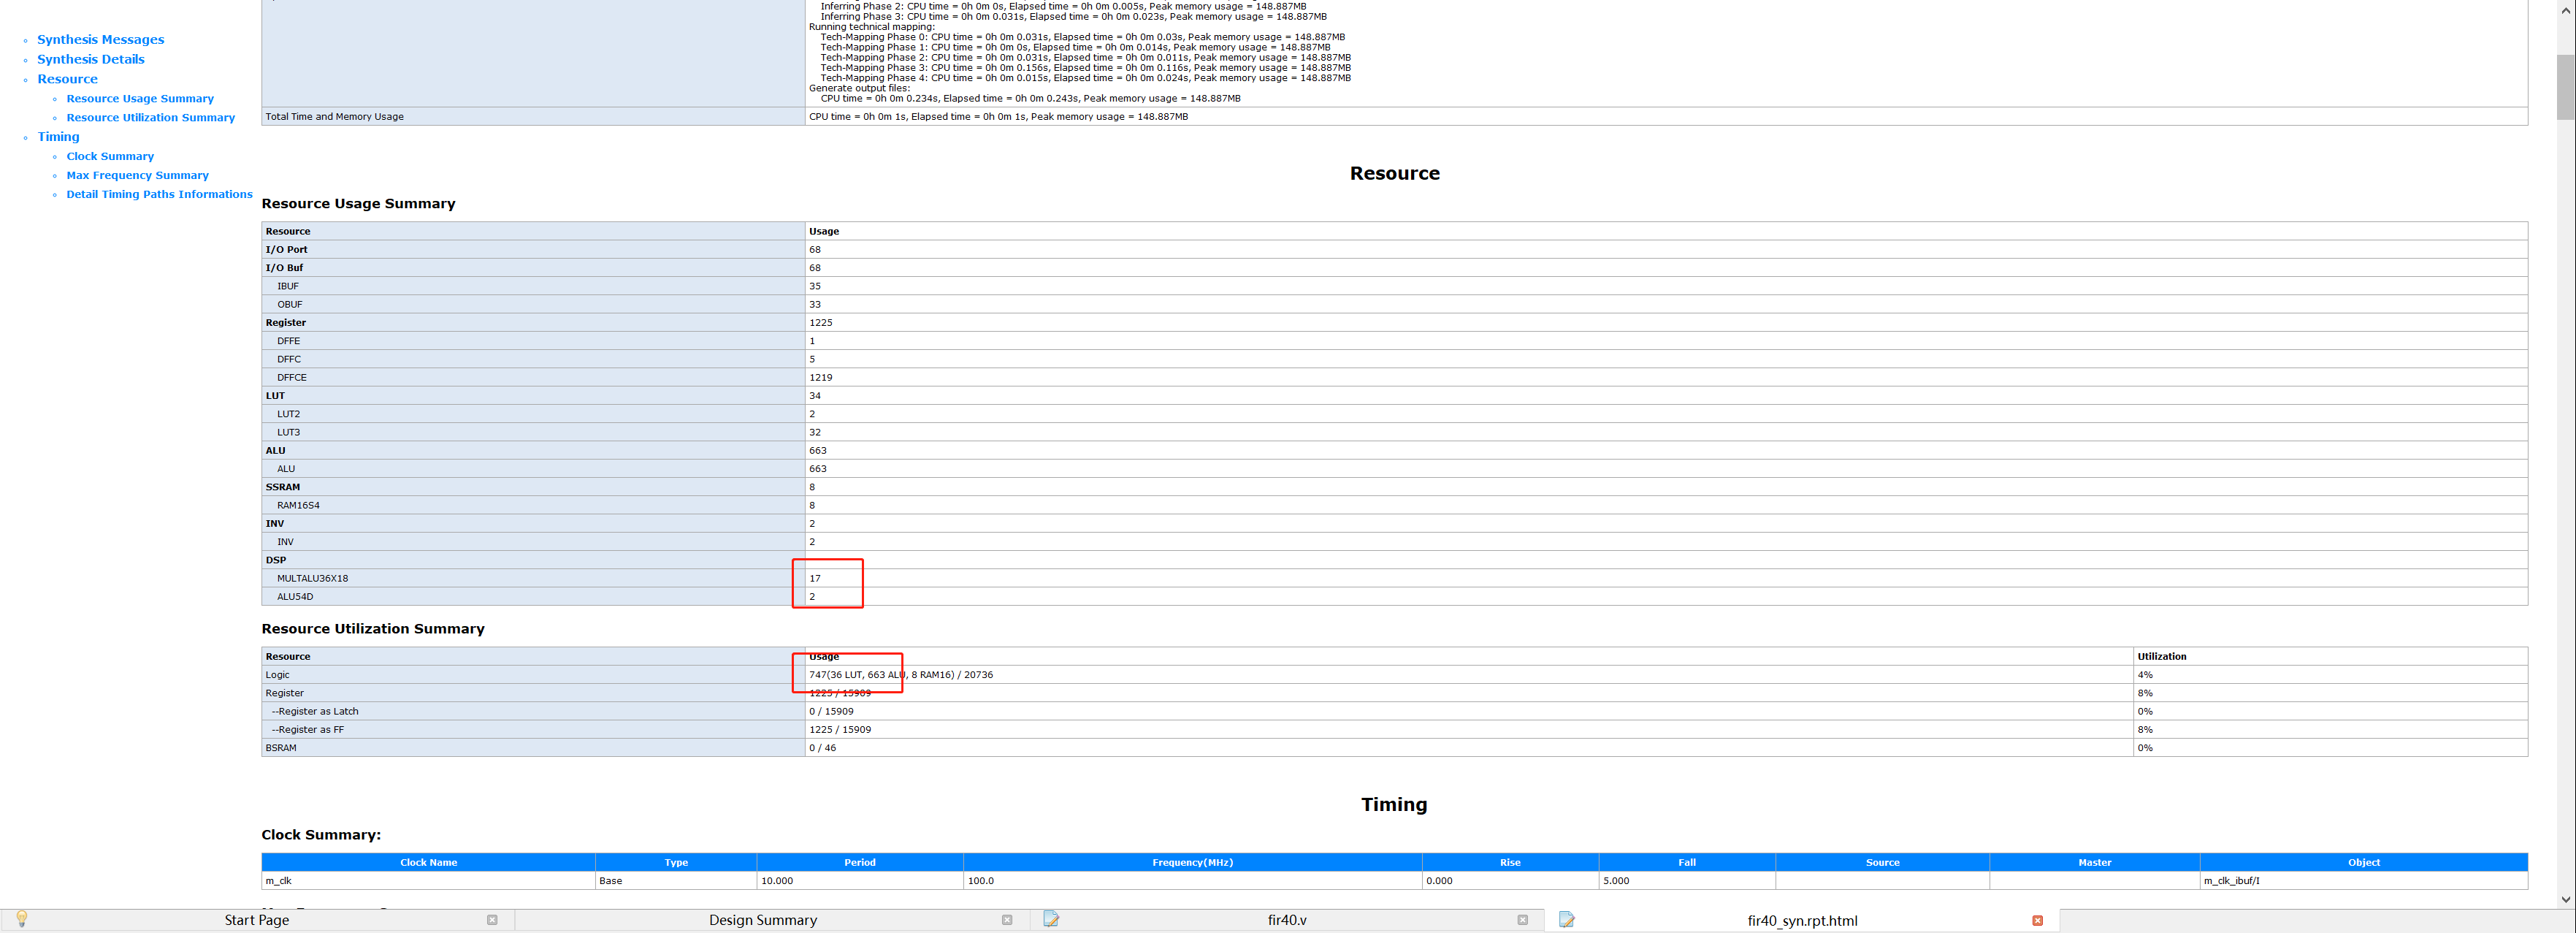 Synthesis Messages
Synthesis Details
Resource
Resource Usage Summary
Resource Utilization Summary
Timing
Clock Summary
Max Frequency Summary
Detail Timing Paths Informations
Inferring Phase 2: CPU time = 0h 0m 0s, Elapsed time = 0h 0m 0.005s, Peak memory usage = 148.887MB
Inferring Phase 3: CPU time = 0h 0m 0.031s, Elapsed time = 0h 0m 0.023s, Peak memory usage = 148.887MB
Running technical mapping:
Tech-Mapping Phase 0: CPU time = 0h 0m 0.031s, Elapsed time = 0h 0m 0.03s, Peak memory usage = 148.887MB
Tech-Mapping Phase 1: CPU time = 0h 0m 0s, Elapsed time = 0h 0m 0.014s, Peak memory usage = 148.887MB
Tech-Mapping Phase 2: CPU time = 0h 0m 0.031s, Elapsed time = 0h 0m 0.011s, Peak memory usage = 148.887MB
Tech-Mapping Phase 3: CPU time = 0h 0m 0.156s, Elapsed time = 0h 0m 0.116s, Peak memory usage = 148.887MB
Tech-Mapping Phase 4: CPU time = 0h 0m 0.015s, Elapsed time = 0h 0m 0.024s, Peak memory usage = 148.887MB
Generate output files:
CPU time = 0h 0m 0.234s, Elapsed time = 0h 0m 0.243s, Peak memory usage = 148.887MB
Total Time and Memory Usage CPU time = 0h 0m 1s, Elapsed time = 0h 0m 1s, Peak memory usage = 148.887MB
Resource
Resource Usage Summary
Resource Usage
I/O Port 68
I/O Buf 68
IBUF 35
OBUF 33
Register 1225
DFFE 1
DFFC 5
DFFCE 1219
LUT 34
LUT2 2
LUT3 32
ALU 663
ALU 663
SSRAM 8
RAM16S4 8
INV 2
INV 2
DSP
MULTALU36X18 17
ALU54D 2
Resource Utilization Summary
Resource Usage Utilization
Logic 747(36 LUT, 663 ALU, 8 RAM16) / 20736 4%
Register 1225 / 15909 8%
--Register as Latch 0 / 15909 0%
--Register as FF 1225 / 15909 8%
BSRAM 0 / 46 0%
Timing
Clock Summary:
Clock Name Type Period Frequency(MHz) Rise Fall Source Master Object
m_clk Base 10.000 100.0 0.000 5.000 m_clk_ibuf/I
Start Page Design Summary fir40.v fir40_syn.rpt.html